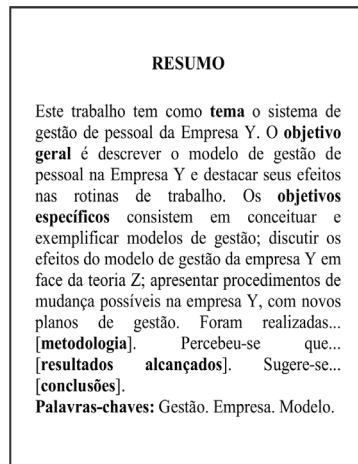 RESUMO
Este trabalho tem como tema o sistema de
gestão de pessoal da Empresa Y. O objetivo
geral é descrever o modelo de gestão de
pessoal na Empresa Y e destacar seus efeitos
nas rotinas de trabalho. Os objetivos
específicos consistem em conceituar e
exemplificar modelos de gestão; discutir os
efeitos do modelo de gestão da empresa Y em
face da teoria Z; apresentar procedimentos de
mudança possíveis na empresa Y, com novos
planos de gestão. Foram realizadas...
[metodologia]. Percebeu-se que...
[resultados alcançados]. Sugere-se...
[conclusões].
Palavras-chaves: Gestão. Empresa. Modelo.